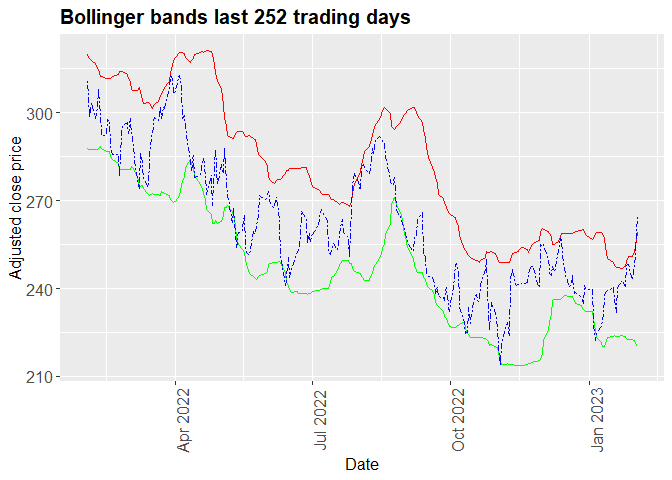 Bollinger bands last 252 trading days
Adjusted close price
300
270
240
210
Apr 2022
Jul 2022
Oct 2022
Jan 2023
Date